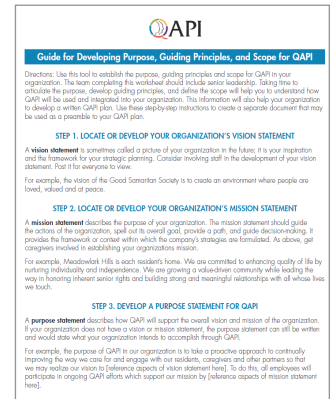 QAPI
Guide for Developing Purpose, Guiding Principles, and Scope for QAPI
Directions: Use this tool to establish the purpose, guiding principles and scope for QAPI in your
organization. The team completing this worksheet should include senior leadership. Taking time to
articulate the purpose, develop guiding principles, and define the scope will help you to understand how
QAPI will be used and integrated into your organization. This information will also help your organization
to develop a written QAPI plan. Use these step-by-step instructions to create a separate document that may
be used as a preamble to your QAPI plan.
STEP 1. LOCATE OR DEVELOP YOUR ORGANIZATION'S VISION STATEMENT
A vision statement is sometimes called a picture of your organization in the future; it is your inspiration
and the framework for your strategic planning. Consider involving staff in the development of your vision
statement. Post it for everyone to view.
For example, the vision of the Good Samaritan Society is to create an environment where people are
loved, valued and at peace.
STEP 2. LOCATE OR DEVELOP YOUR ORGANIZATION'S MISSION STATEMENT
A mission statement describes the purpose of your organization. The mission statement should guide
the actions of the organization, spell out its overall goal, provide a path, and guide decision-making. It
provides the framework or context within which the company's strategies are formulated. As above, get
caregivers involved in establishing your organizations mission.
For example, Meadowlark Hills is each resident's home. We are committed to enhancing quality of life by
nurturing individuality and independence. We are growing a value-driven community while leading the
way in honoring inherent senior rights and building strong and meaningful relationships with all whose lives
we touch.
STEP 3. DEVELOP A PURPOSE STATEMENT FOR QAPI
A purpose statement describes how QAPI will support the overall vision and mission of the organization.
If your organization does not have a vision or mission statement, the purpose statement can still be written
and would state what your organization intends to accomplish through QAPI.
For example, the purpose of QAPI in our organization is to take a proactive approach to continually
improving the way we care for and engage with our residents, caregivers and other partners so that
we may realize our vision to [reference aspects of vision statement here]. To do this, all employees will
participate in ongoing QAPI efforts which support our mission by [reference aspects of mission statement
here].